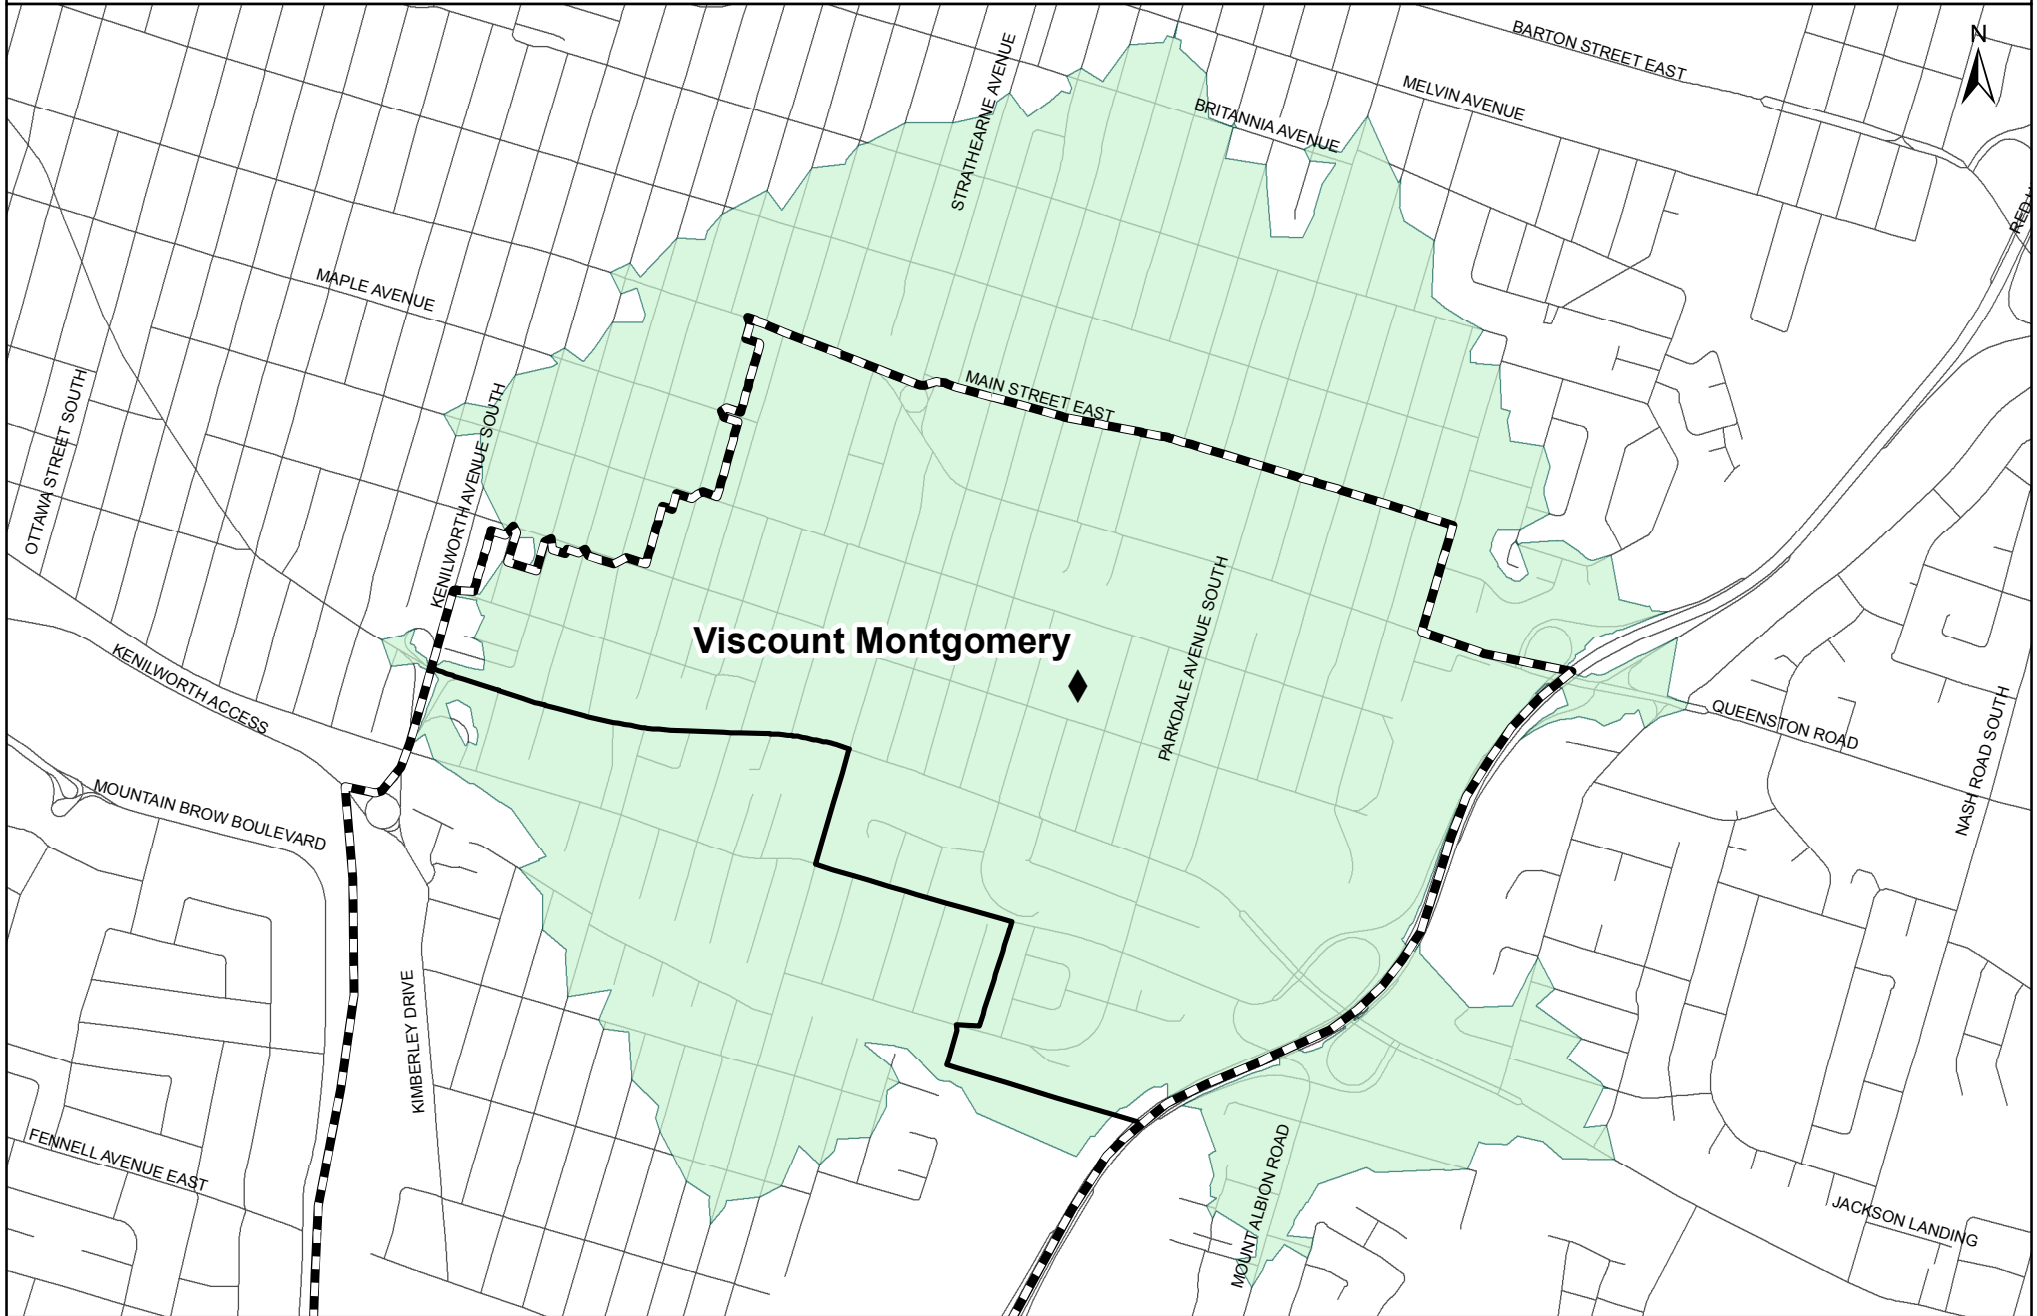 BARTON STREET EAST
N
STRATHEARNE AVENUE
MELVIN AVENUE
BRITANNIA AVENUE
MAPLE AVENUE
MAIN STREET EAST
OTTAWA STREET SOUTH
KENILWORTH AVENUE SOUTH
Viscount Montgomery
PARKDALE AVENUE SOUTH
KENILWORTH ACCESS
QUEENSTON ROAD
NASH ROAD SOUTH
MOUNTAIN BROW BOULEVARD
KIMBERLEY DRIVE
FENNELL AVENUE EAST
MOUNT ALBION ROAD
JACKSON LANDING